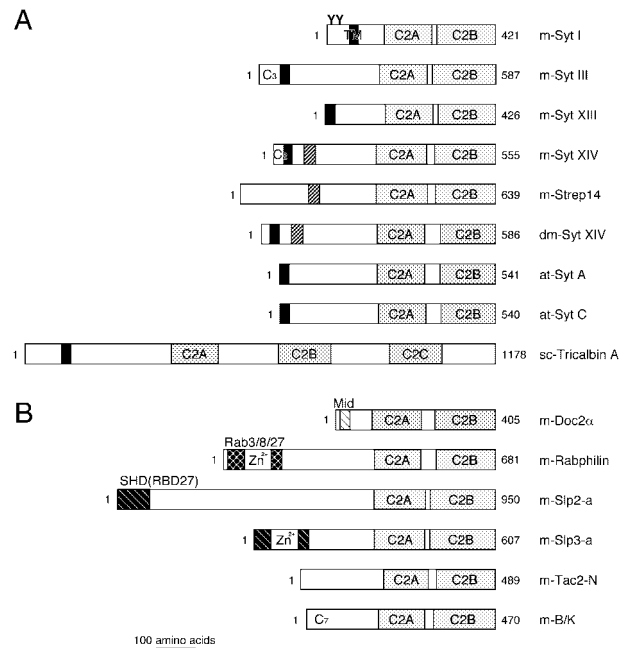 A
YY
1 TM C2A C2B 421 m-Syt I
1 C3 C2A C2B 587 m-Syt III
1 C2A C2B 426 m-Syt XIII
1 C2A C2B 555 m-Syt XIV
1 C2A C2B 639 m-Strep14
1 C2A C2B 586 dm-Syt XIV
1 C2A C2B 541 at-Syt A
1 C2A C2B 540 at-Syt C
1 C2A C2B C2C 1178 sc-Tricalbin A
B
Mid
1 C2A C2B 405 m-Doc2α
Rab3/8/27
1 Zn2+ C2A C2B 681 m-Rabphilin
SHD(RBD27)
1 C2A C2B 950 m-Slp2-a
1 Zn2+ C2A C2B 607 m-Slp3-a
1 C2A C2B 489 m-Tac2-N
1 C7 C2A C2B 470 m-B/K
100 amino acids